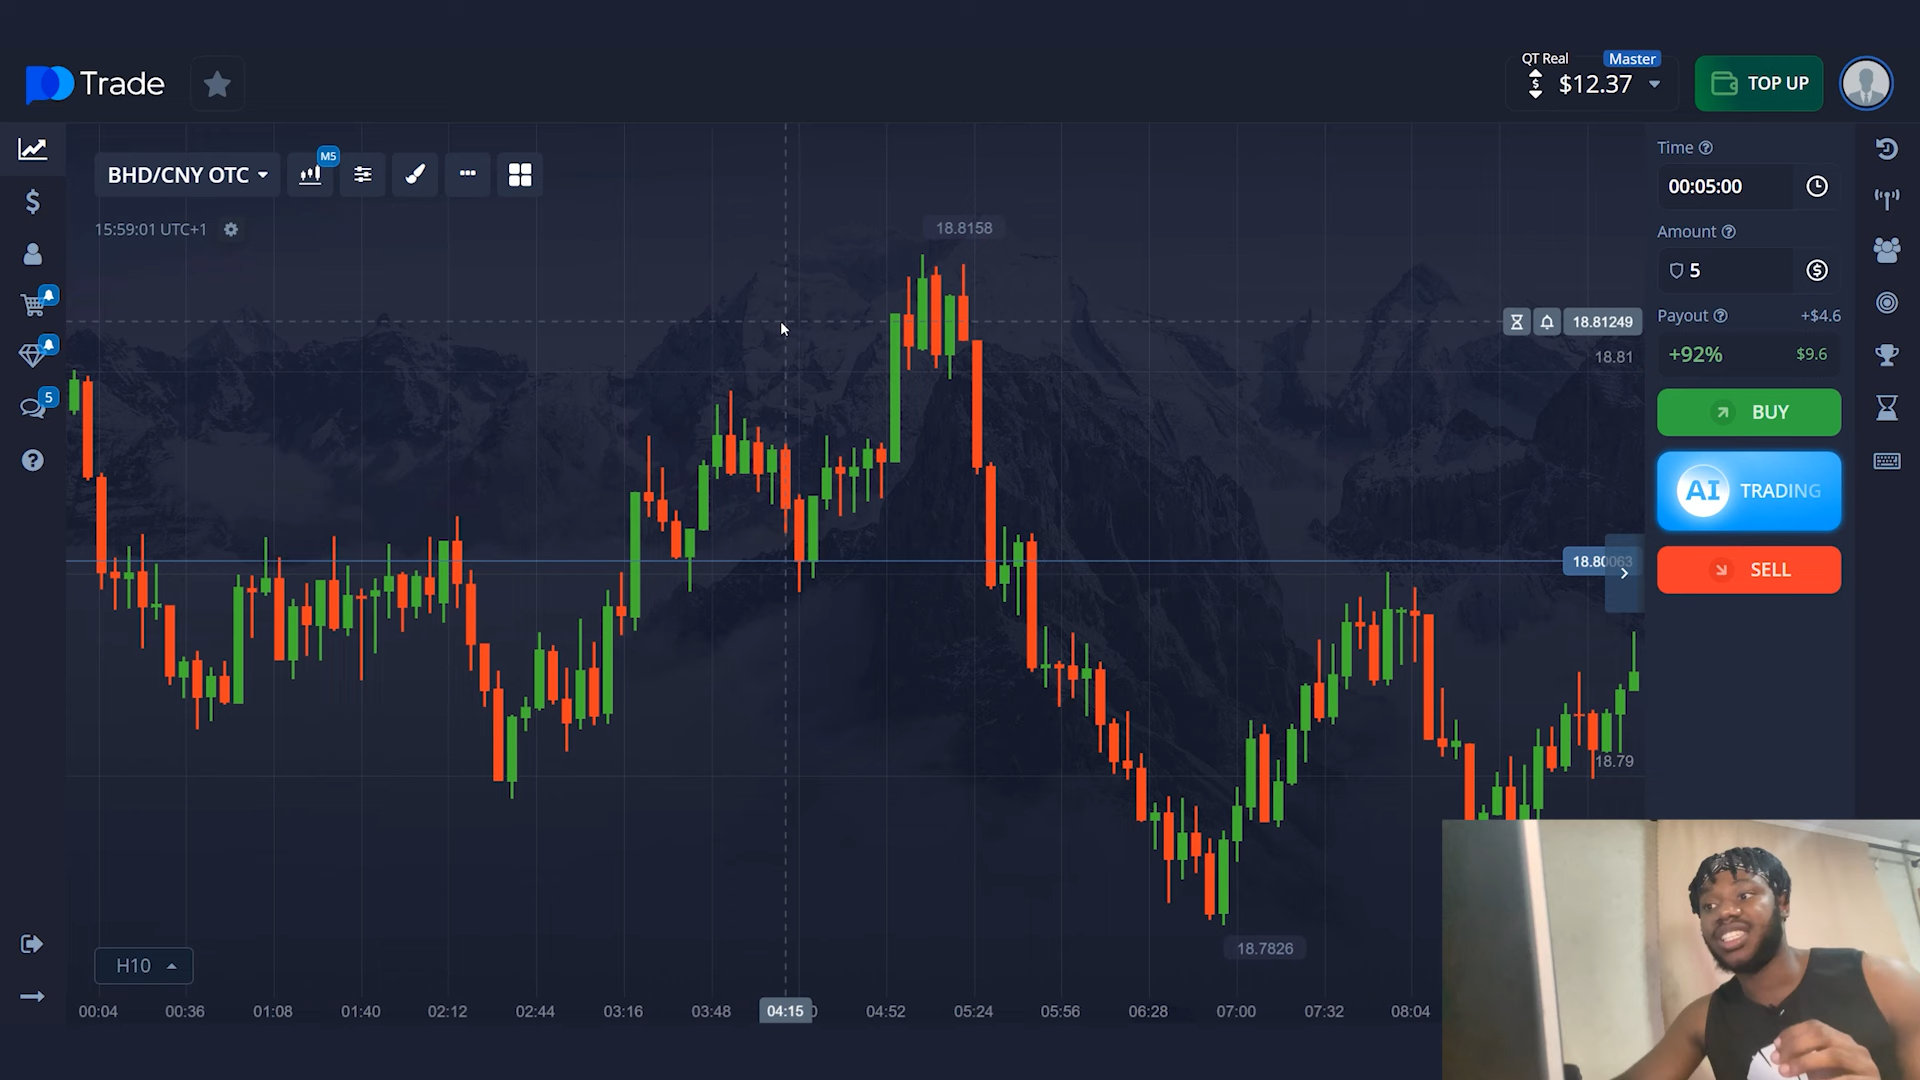 Trade
QT Real
Master
$12.37
TOP UP
BHD/CNY OTC
M5
15:59:01 UTC+1
Time
00:05:00
Amount
5
Payout
+$4.6
+92%
$9.6
BUY
AI TRADING
SELL
5
18.8158
18.81249
18.81
18.80063
18.79
18.7826
H10
00:04
00:36
01:08
01:40
02:12
02:44
03:16
03:48
04:15
04:52
05:24
05:56
06:28
07:00
07:32
08:04